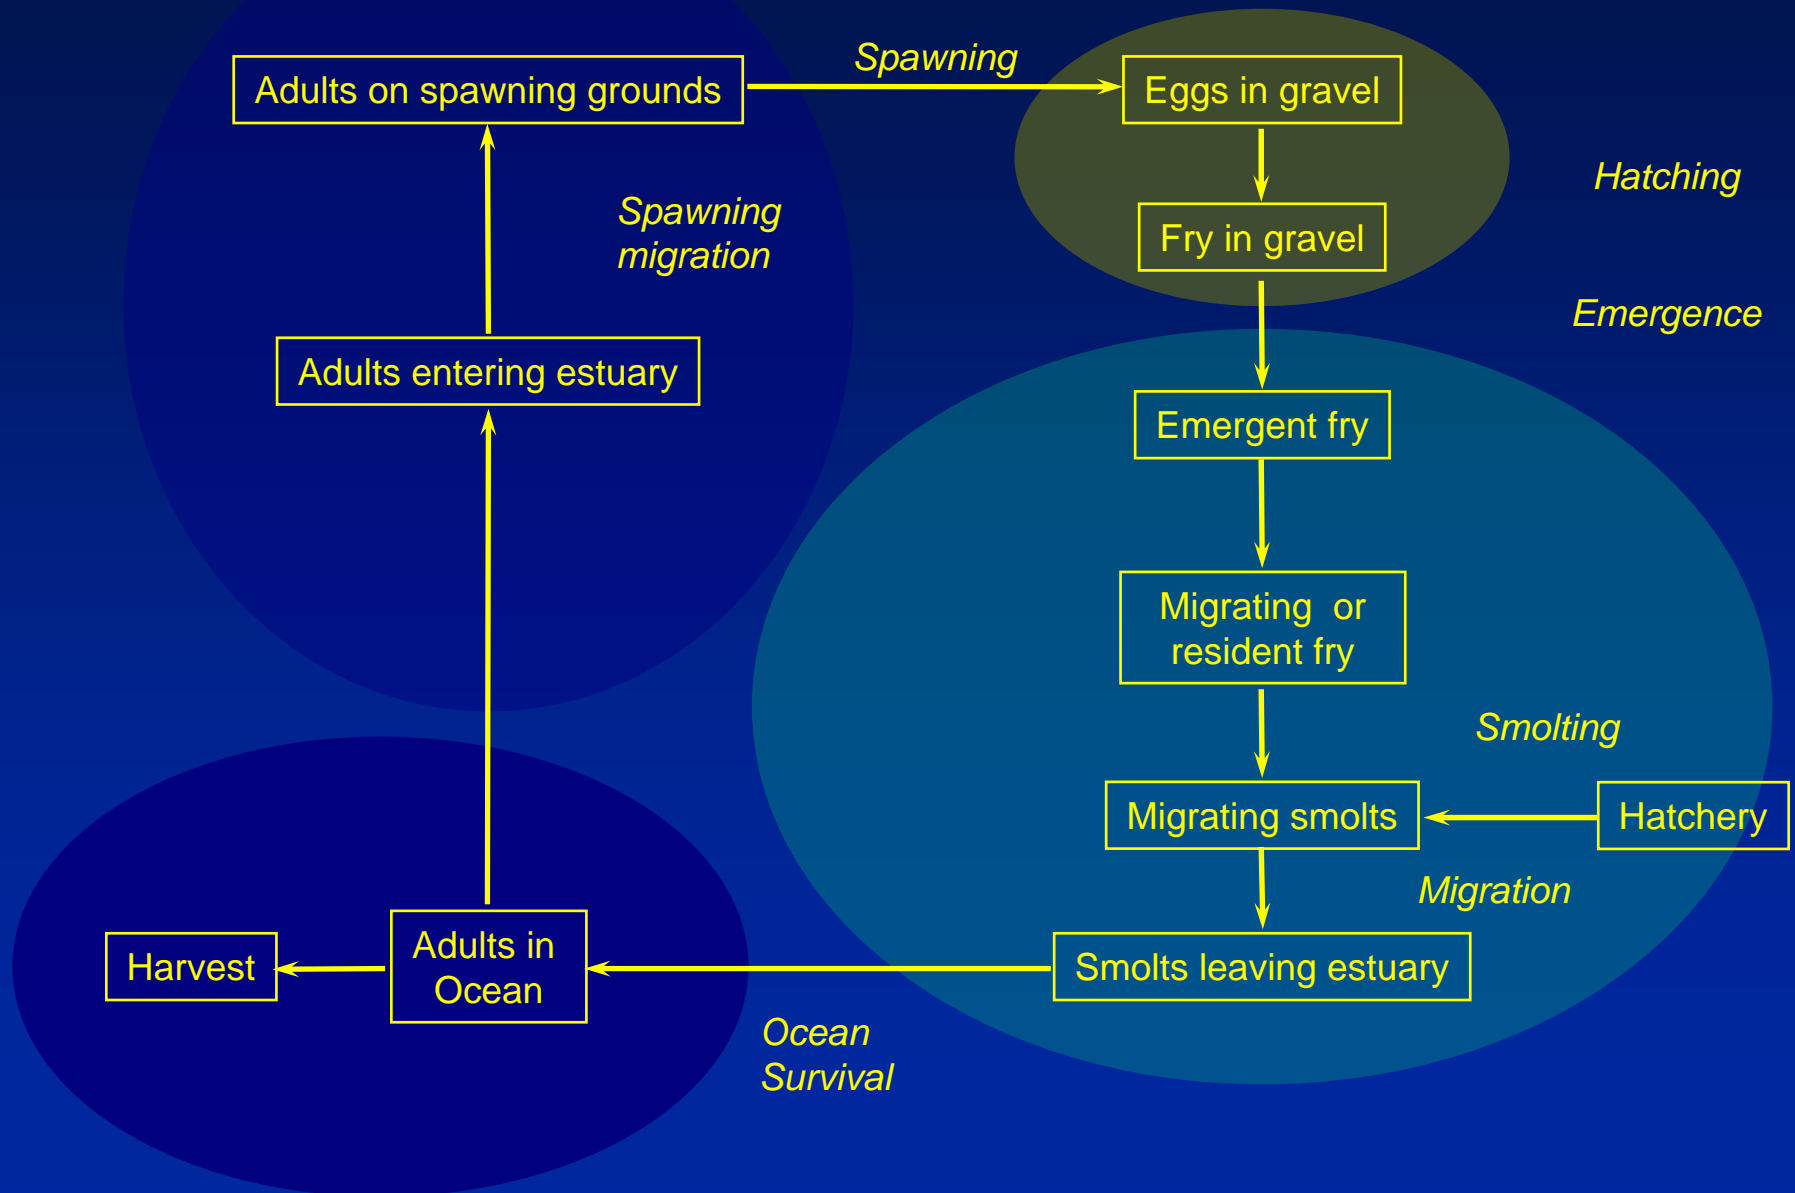 Spawning
Adults on spawning grounds
Eggs in gravel
Hatching
Spawning
migration
Fry in gravel
Emergence
Adults entering estuary
Emergent fry
Migrating or
resident fry
Smolting
Migrating smolts
Hatchery
Migration
Adults in
Ocean
Harvest
Smolts leaving estuary
Ocean
Survival